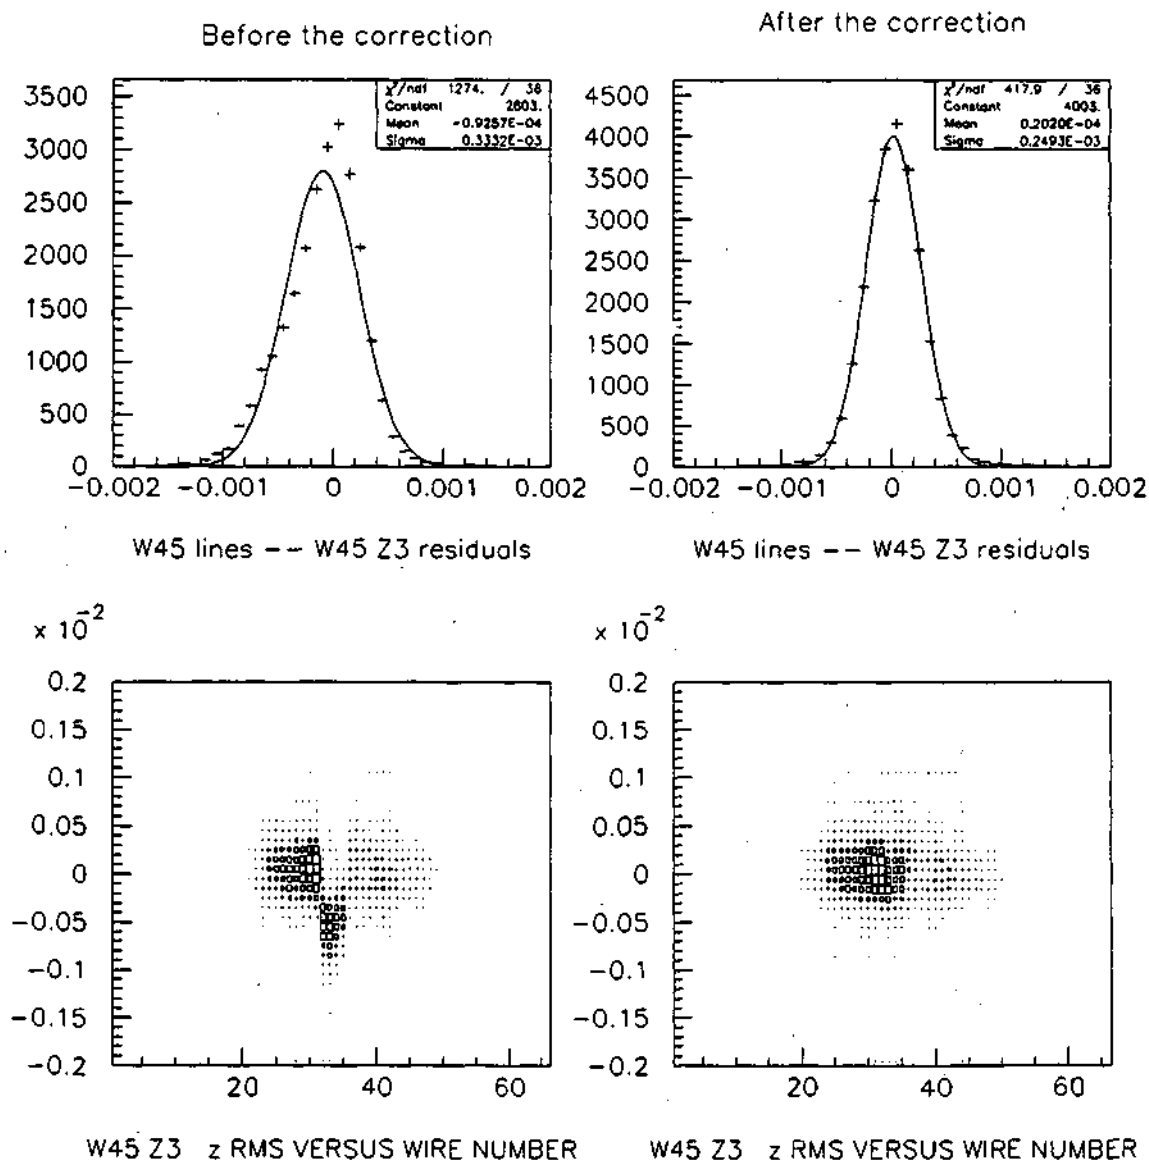 Before the correction
After the correction
χ²/ndf 1274. / 38
Constant 2803.
Mean -0.9257E-04
Sigma 0.3332E-03
χ²/ndf 417.9 / 36
Constant 4003.
Mean 0.2020E-04
Sigma 0.2493E-03
3500
3000
2500
2000
1500
1000
500
0
-0.002 -0.001 0 0.001 0.002
4500
4000
3500
3000
2500
2000
1500
1000
500
0
-0.002 -0.001 0 0.001 0.002
W45 lines -- W45 Z3 residuals
W45 lines -- W45 Z3 residuals
x 10^-2
0.2
0.15
0.1
0.05
0
-0.05
-0.1
-0.15
-0.2
20 40 60
x 10^-2
0.2
0.15
0.1
0.05
0
-0.05
-0.1
-0.15
-0.2
20 40 60
W45 Z3 z RMS VERSUS WIRE NUMBER
W45 Z3 z RMS VERSUS WIRE NUMBER